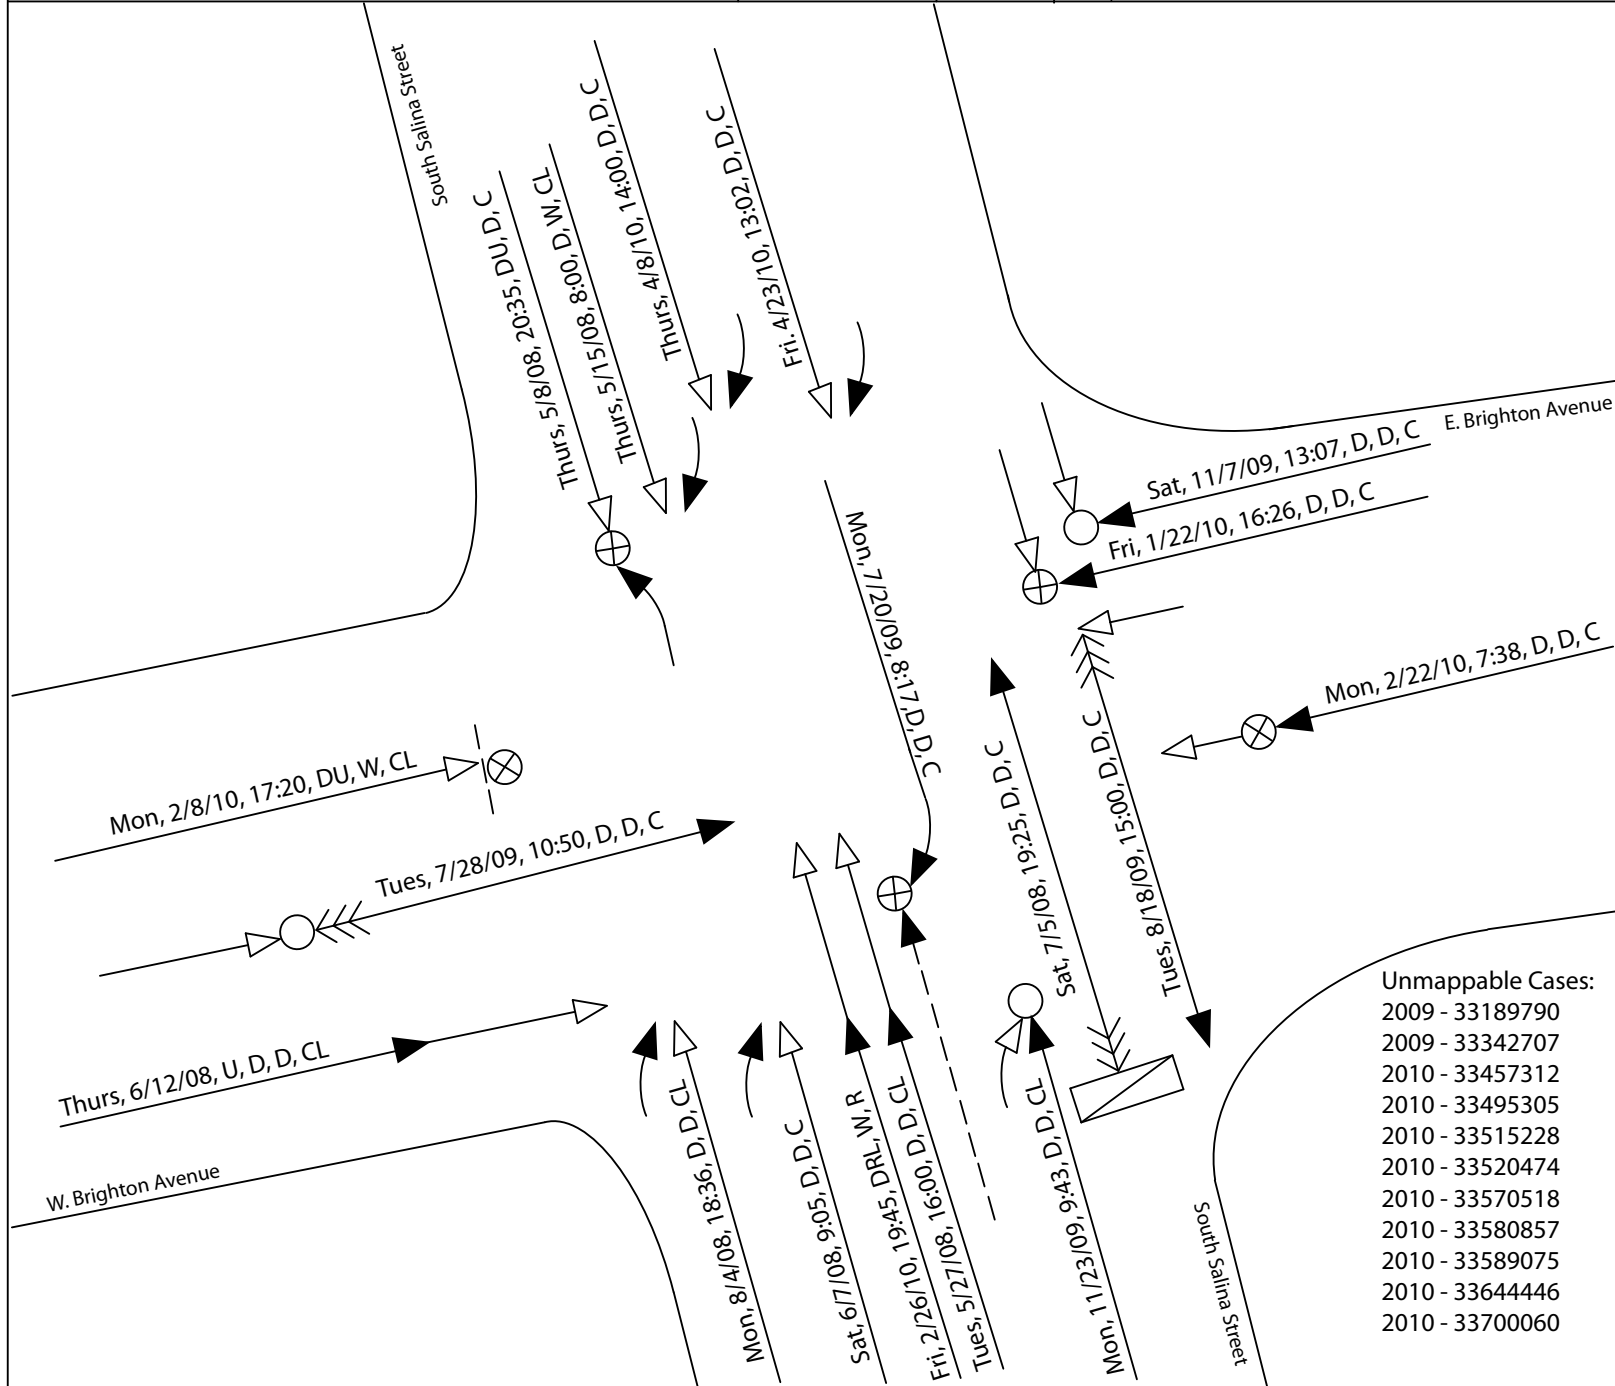 South Salina Street
Thurs, 5/8/08, 20:35, DU, D, C
Thurs, 5/15/08, 8:00, D, W, CL
Thurs, 4/8/10, 14:00, D, D, C
Fri. 4/23/10, 13:02, D, D, C
E. Brighton Avenue
Sat, 11/7/09, 13:07, D, D, C
Fri, 1/22/10, 16:26, D, D, C
Mon, 7/20/09, 8:17, D, D, C
Mon, 2/22/10, 7:38, D, D, C
Mon, 2/8/10, 17:20, DU, W, CL
Tues, 7/28/09, 10:50, D, D, C
Sat, 7/5/08, 19:25, D, D, C
Tues, 8/18/09, 15:00, D, D, C
Thurs, 6/12/08, U, D, D, CL
W. Brighton Avenue
Mon, 8/4/08, 18:36, D, D, CL
Sat, 6/7/08, 9:05, D, D, C
Fri, 2/26/10, 19:45, DRL, W, R
Tues, 5/27/08, 16:00, D, D, CL
Mon, 11/23/09, 9:43, D, D, CL
South Salina Street
Unmappable Cases:
2009 - 33189790
2009 - 33342707
2010 - 33457312
2010 - 33495305
2010 - 33515228
2010 - 33520474
2010 - 33570518
2010 - 33580857
2010 - 33589075
2010 - 33644446
2010 - 33700060